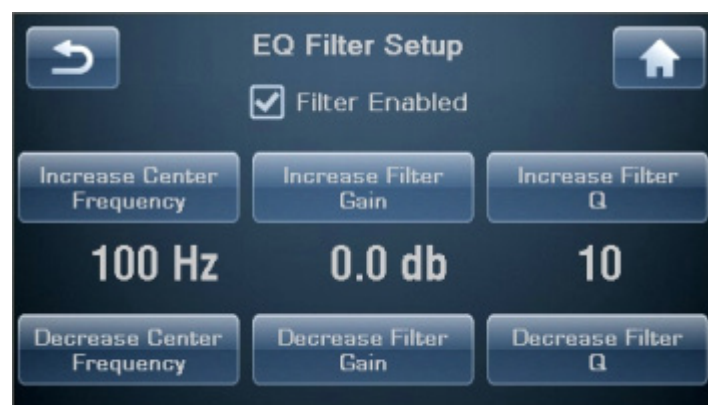 EQ Filter Setup
Filter Enabled
Increase Center
Frequency
Increase Filter
Gain
Increase Filter
Q
100 Hz
0.0 db
10
Decrease Center
Frequency
Decrease Filter
Gain
Decrease Filter
Q